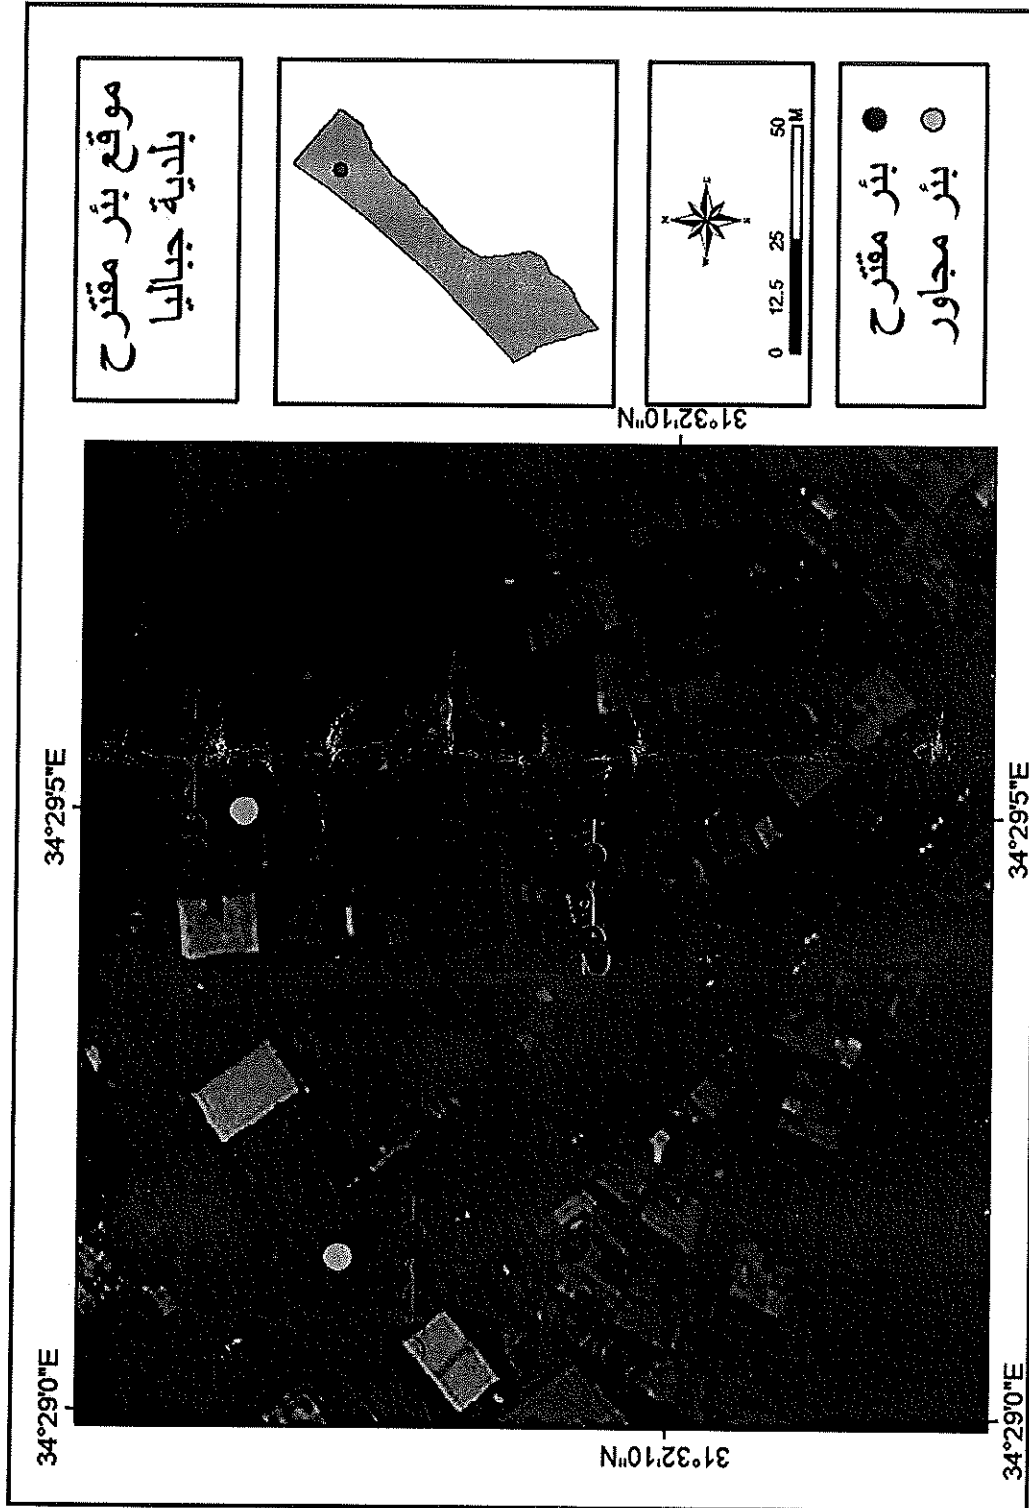 موقع بئر مقترح
بلدية جباليا
0 12.5 25 50
M
بئر مقترح
بئر مجاور
34°29'0"E
34°29'5"E
31°32'10"N
31°32'10"N
34°29'0"E
34°29'5"E